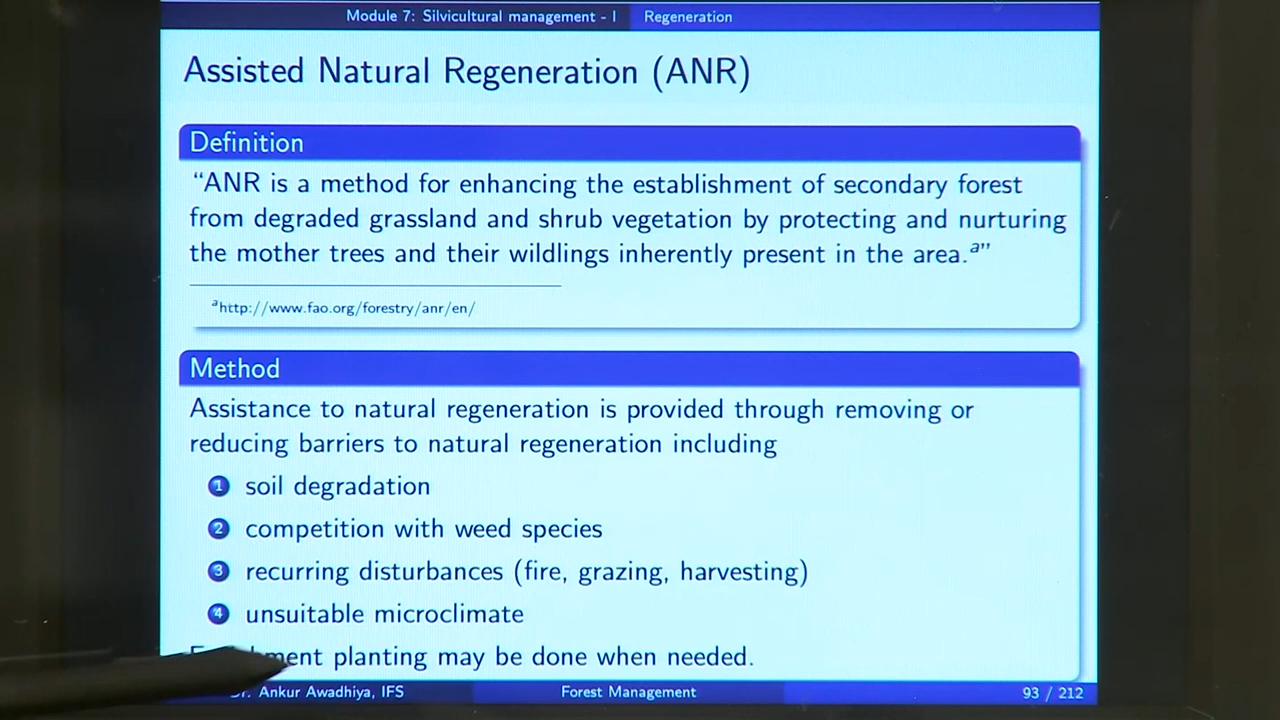 Module 7: Silvicultural management - I Regeneration
Assisted Natural Regeneration (ANR)
Definition
“ANR is a method for enhancing the establishment of secondary forest
from degraded grassland and shrub vegetation by protecting and nurturing
the mother trees and their wildlings inherently present in the area.a”
ahttp://www.fao.org/forestry/anr/en/
Method
Assistance to natural regeneration is provided through removing or
reducing barriers to natural regeneration including
1 soil degradation
2 competition with weed species
3 recurring disturbances (fire, grazing, harvesting)
4 unsuitable microclimate
planting may be done when needed.
Dr. Ankur Awadhiya, IFS Forest Management 93 / 212